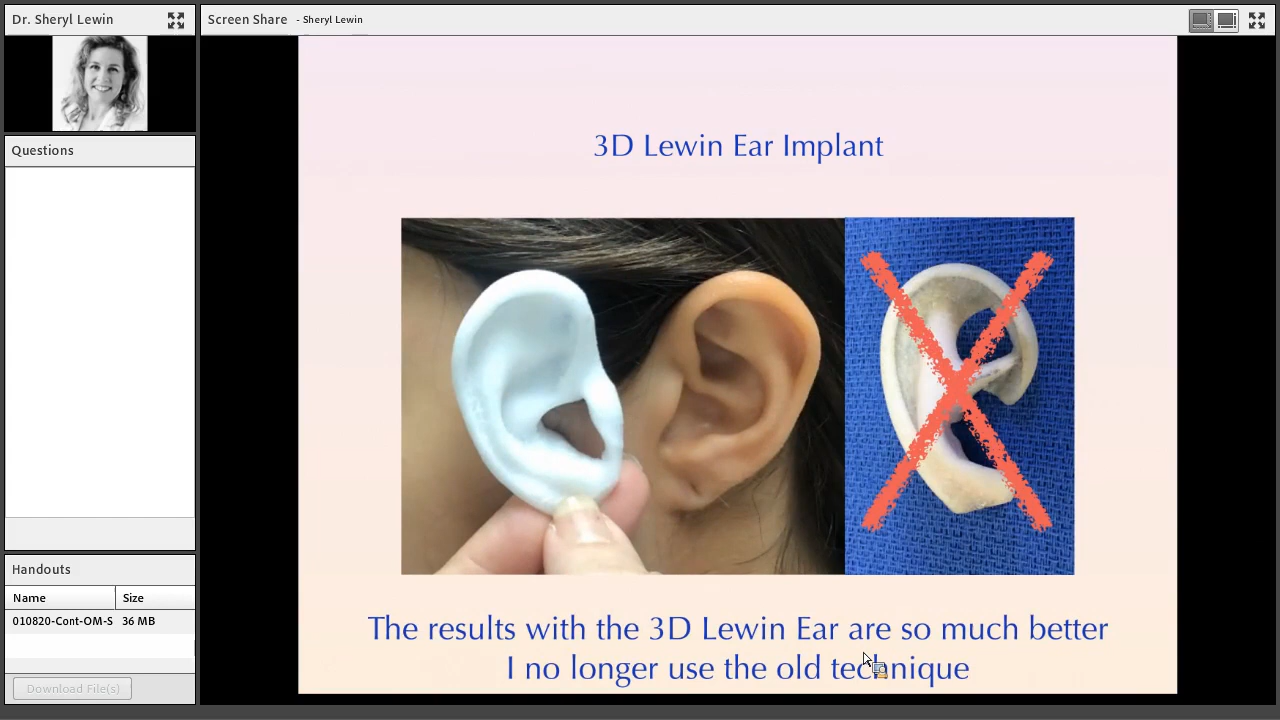 Dr. Sheryl Lewin
Screen Share - Sheryl Lewin
Questions
3D Lewin Ear Implant
The results with the 3D Lewin Ear are so much better
I no longer use the old technique
Handouts
Name Size
010820-Cont-OM-S 36 MB
Download File(s)